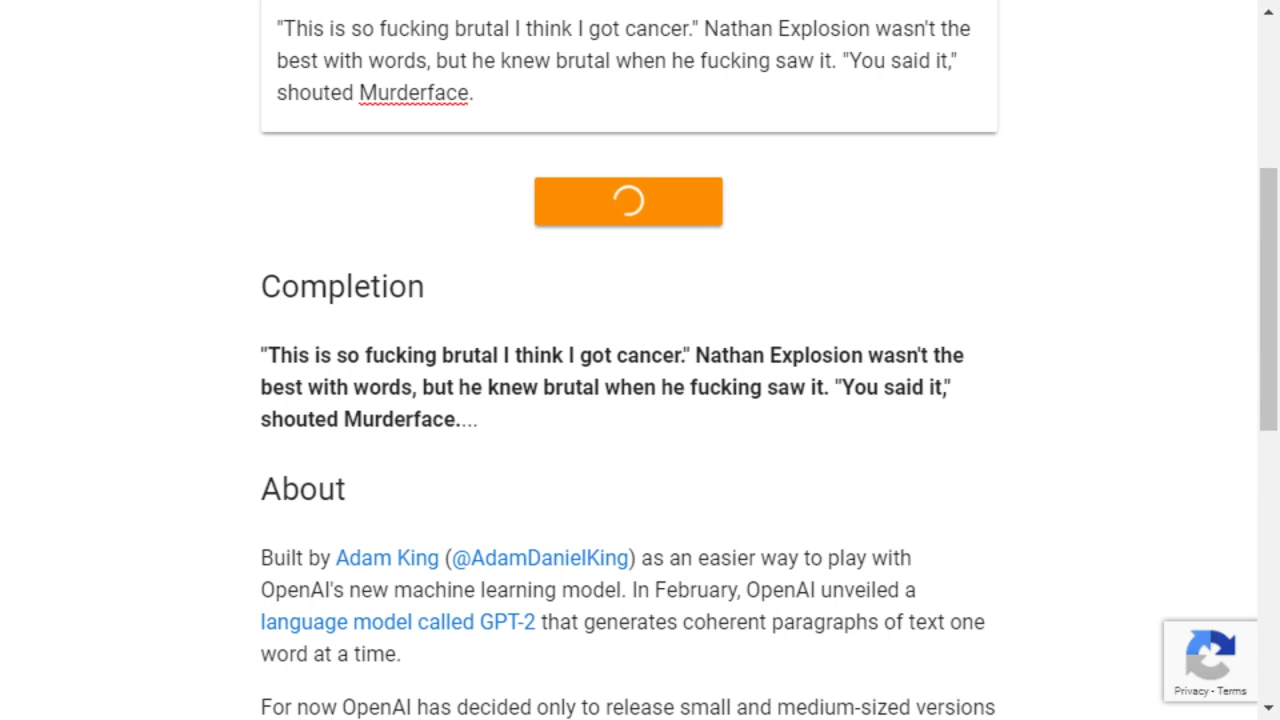 "This is so fucking brutal I think I got cancer." Nathan Explosion wasn't the
best with words, but he knew brutal when he fucking saw it. "You said it,"
shouted Murderface.
Completion
"This is so fucking brutal I think I got cancer." Nathan Explosion wasn't the
best with words, but he knew brutal when he fucking saw it. "You said it,"
shouted Murderface....
About
Built by Adam King (@AdamDanielKing) as an easier way to play with
OpenAI's new machine learning model. In February, OpenAI unveiled a
language model called GPT-2 that generates coherent paragraphs of text one
word at a time.
For now OpenAI has decided only to release small and medium-sized versions
Privacy - Terms